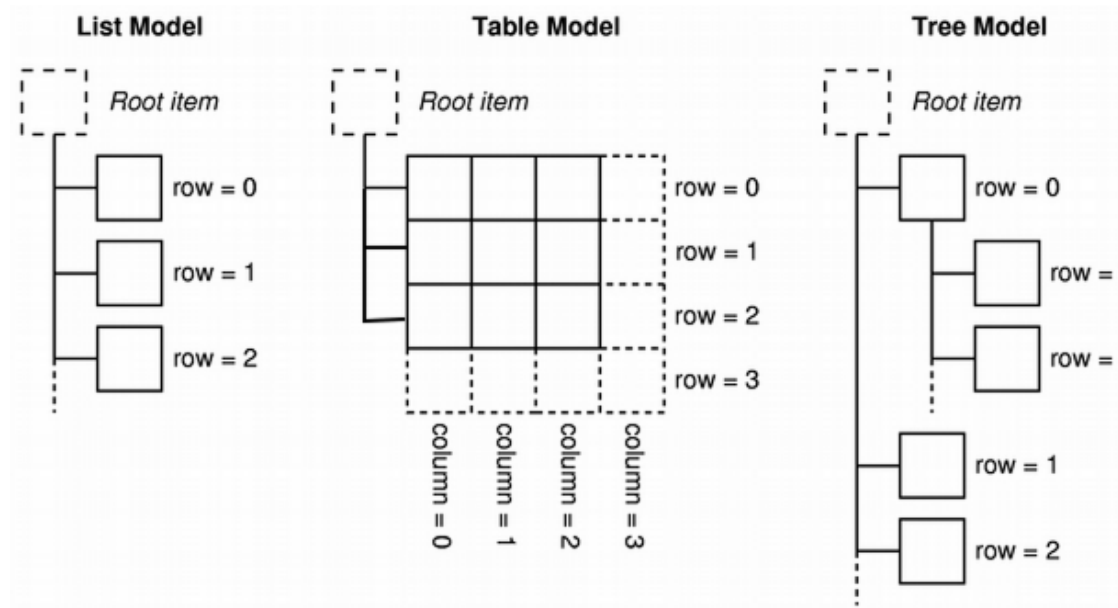 List Model
Root item
row = 0
row = 1
row = 2
Table Model
Root item
row = 0
row = 1
row = 2
row = 3
column = 0
column = 1
column = 2
column = 3
Tree Model
Root item
row = 0
row =
row =
row = 1
row = 2